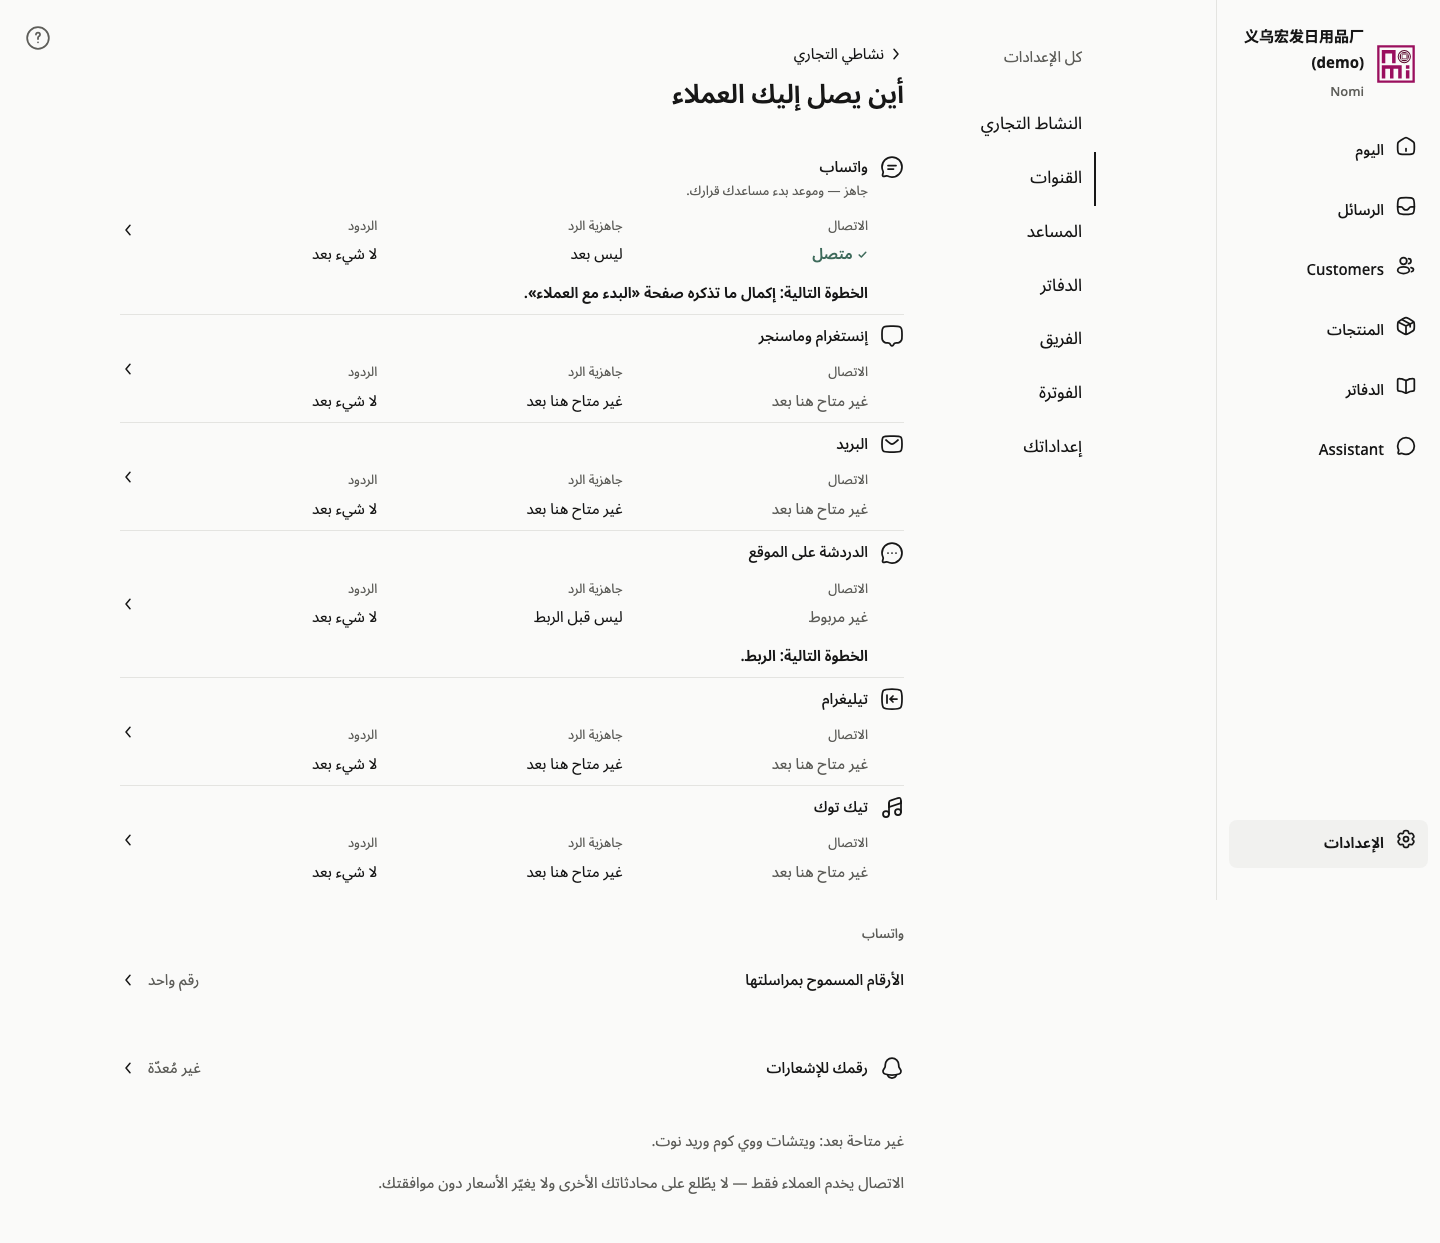 义乌宏发日用品厂
(demo)
Nomi
اليوم
الرسائل
Customers
المنتجات
الدفاتر
Assistant
الإعدادات
كل الإعدادات
النشاط التجاري
القنوات
المساعد
الدفاتر
الفريق
الفوترة
إعداداتك
نشاطي التجاري
أين يصل إليك العملاء
واتساب
جاهز — وموعد بدء مساعدك قرارك.
الاتصال جاهزية الرد الردود
متصل ليس بعد لا شيء بعد
الخطوة التالية: إكمال ما تذكره صفحة «البدء مع العملاء».
إنستغرام وماسنجر
الاتصال جاهزية الرد الردود
غير متاح هنا بعد غير متاح هنا بعد لا شيء بعد
البريد
الاتصال جاهزية الرد الردود
غير متاح هنا بعد غير متاح هنا بعد لا شيء بعد
الدردشة على الموقع
الاتصال جاهزية الرد الردود
غير مربوط ليس قبل الربط لا شيء بعد
الخطوة التالية: الربط.
تيليغرام
الاتصال جاهزية الرد الردود
غير متاح هنا بعد غير متاح هنا بعد لا شيء بعد
تيك توك
الاتصال جاهزية الرد الردود
غير متاح هنا بعد غير متاح هنا بعد لا شيء بعد
واتساب
الأرقام المسموح بمراسلتها رقم واحد
رقمك للإشعارات غير مُعدّة
غير متاحة بعد: ويتشات ووي كوم وريد نوت.
الاتصال يخدم العملاء فقط — لا يطّلع على محادثاتك الأخرى ولا يغيّر الأسعار دون موافقتك.